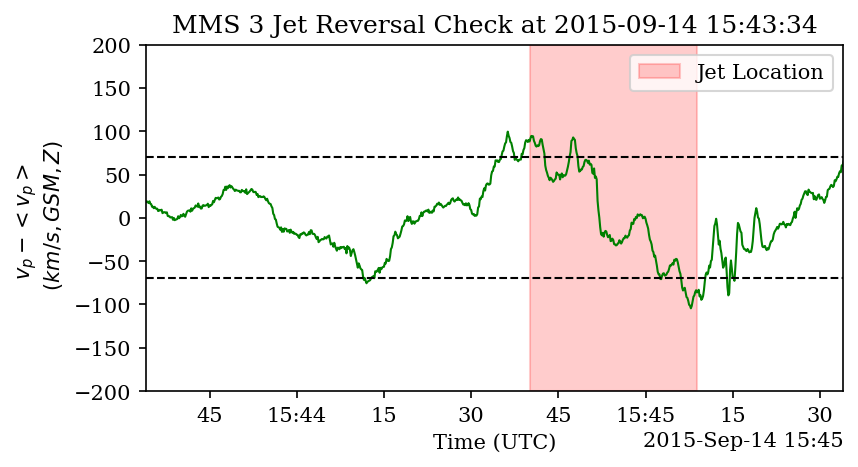 MMS 3 Jet Reversal Check at 2015-09-14 15:43:34
Jet Location
200
150
100
50
0
−50
−100
−150
−200
v_p − < v_p >
(km/s, GSM, Z)
45
15:44
15
30
45
15:45
15
30
Time (UTC)
2015-Sep-14 15:45